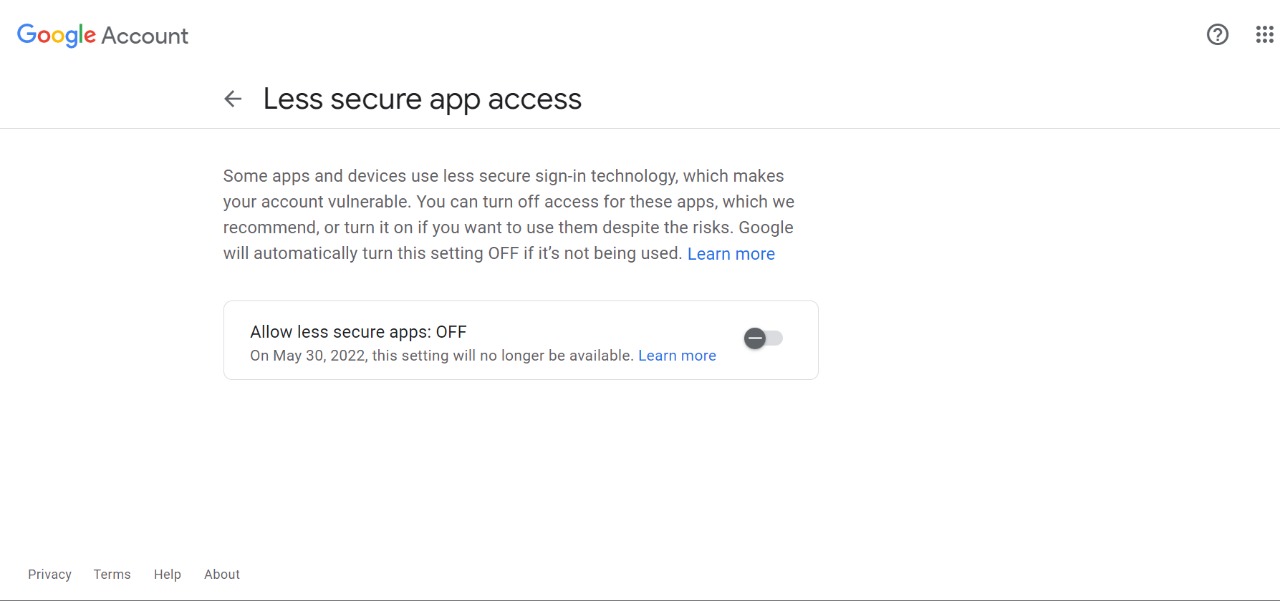 Google Account
Less secure app access
Some apps and devices use less secure sign-in technology, which makes
your account vulnerable. You can turn off access for these apps, which we
recommend, or turn it on if you want to use them despite the risks. Google
will automatically turn this setting OFF if it’s not being used. Learn more
Allow less secure apps: OFF
On May 30, 2022, this setting will no longer be available. Learn more
Privacy Terms Help About